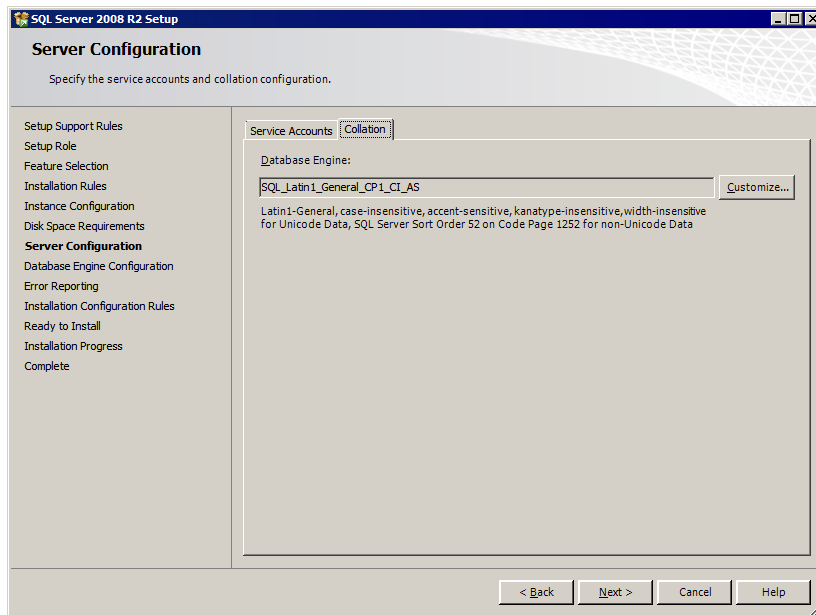 SQL Server 2008 R2 Setup
Server Configuration
Specify the service accounts and collation configuration.
Setup Support Rules
Setup Role
Feature Selection
Installation Rules
Instance Configuration
Disk Space Requirements
Server Configuration
Database Engine Configuration
Error Reporting
Installation Configuration Rules
Ready to Install
Installation Progress
Complete
Service Accounts
Collation
Database Engine:
SQL_Latin1_General_CP1_CI_AS
Customize...
Latin1-General, case-insensitive, accent-sensitive, kanatype-insensitive, width-insensitive
for Unicode Data, SQL Server Sort Order 52 on Code Page 1252 for non-Unicode Data
< Back
Next >
Cancel
Help